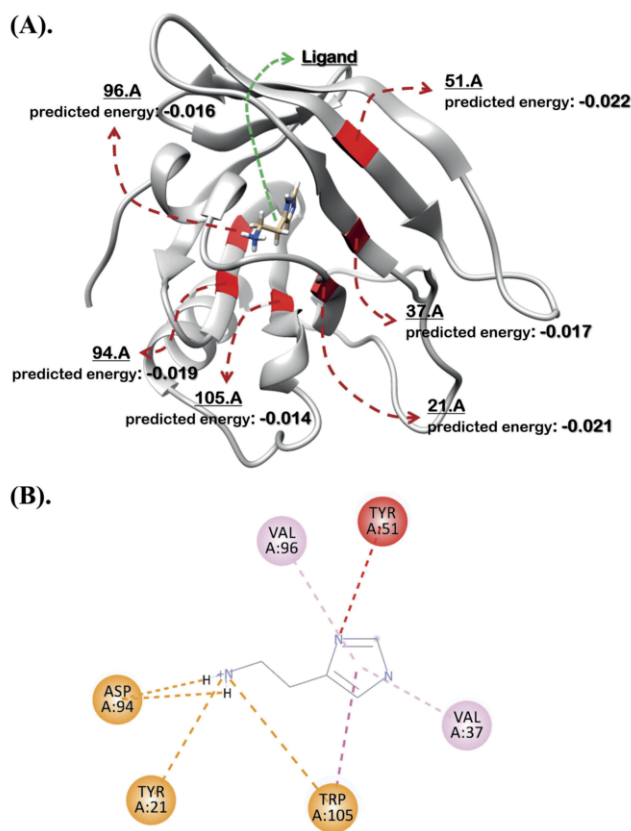 (A).
Ligand
96.A
predicted energy: -0.016
51.A
predicted energy: -0.022
37.A
predicted energy: -0.017
94.A
predicted energy: -0.019
105.A
predicted energy: -0.014
21.A
predicted energy: -0.021
(B).
TYR
A:51
VAL
A:96
N
N
H
+N
H
ASP
A:94
VAL
A:37
TYR
A:21
TRP
A:105